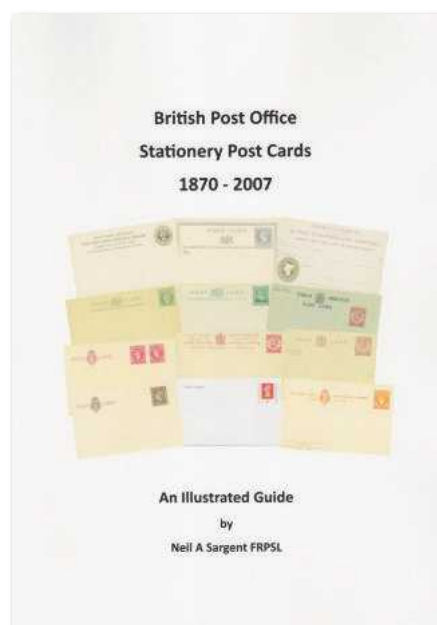 British Post Office
Stationery Post Cards
1870 - 2007
An Illustrated Guide
by
Neil A Sargent FRPSL